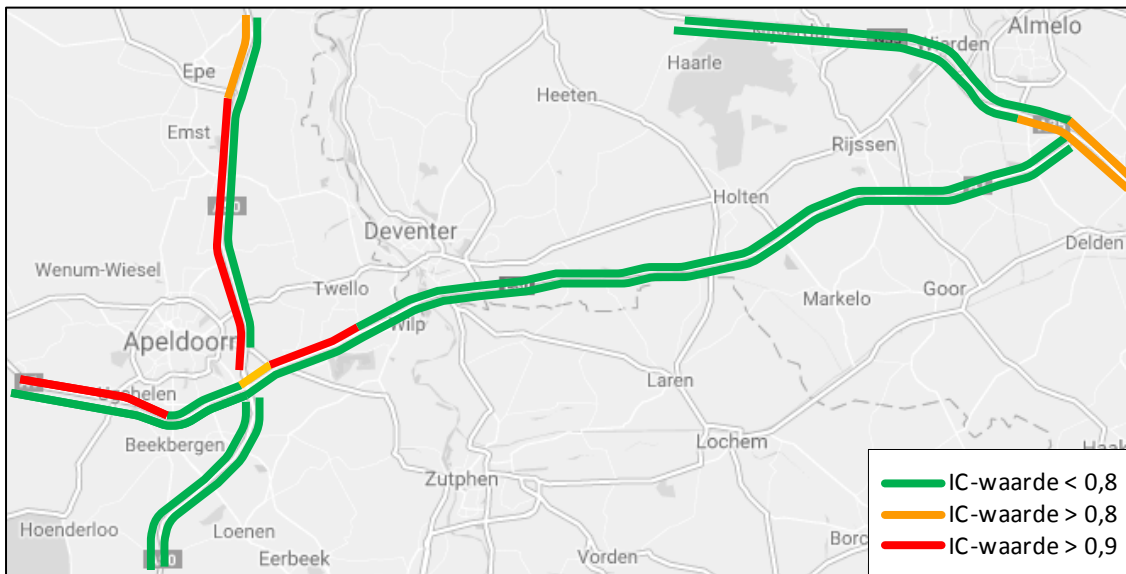 Almelo
Wierden
Haarle
Epe
Heeten
Emst
Rijssen
Holten
Deventer
Delden
Wenum-Wiesel
Twello
Goor
Markelo
Wilp
Apeldoorn
Laren
Ugchelen
Lochem
Beekbergen
Zutphen
Hoenderloo
Loenen
Eerbeek
Vorden
IC-waarde < 0,8
IC-waarde > 0,8
IC-waarde > 0,9